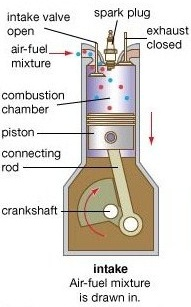 intake valve
open
spark plug
exhaust
closed
air-fuel
mixture
combustion
chamber
piston
connecting
rod
crankshaft
intake
Air-fuel mixture
is drawn in.